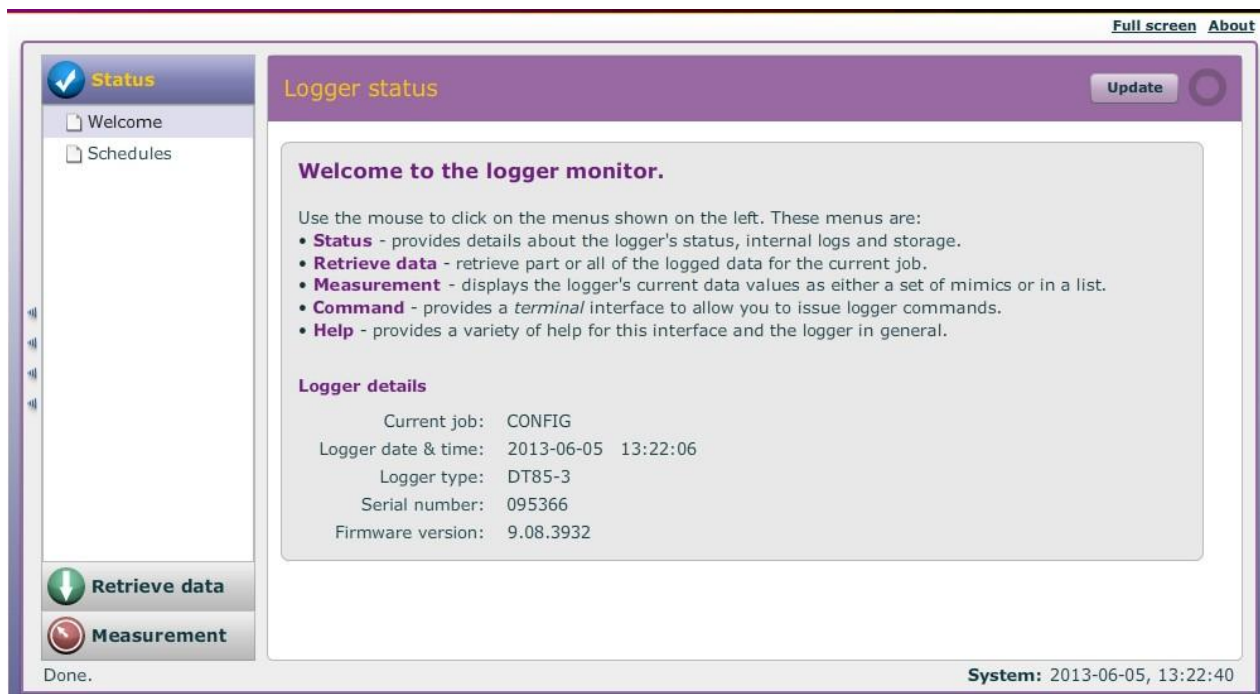 Full screen About
Status
Welcome
Schedules
Logger status
Update
Welcome to the logger monitor.
Use the mouse to click on the menus shown on the left. These menus are:
• Status - provides details about the logger's status, internal logs and storage.
• Retrieve data - retrieve part or all of the logged data for the current job.
• Measurement - displays the logger's current data values as either a set of mimics or in a list.
• Command - provides a terminal interface to allow you to issue logger commands.
• Help - provides a variety of help for this interface and the logger in general.
Logger details
Current job: CONFIG
Logger date & time: 2013-06-05 13:22:06
Logger type: DT85-3
Serial number: 095366
Firmware version: 9.08.3932
Retrieve data
Measurement
Done.
System: 2013-06-05, 13:22:40